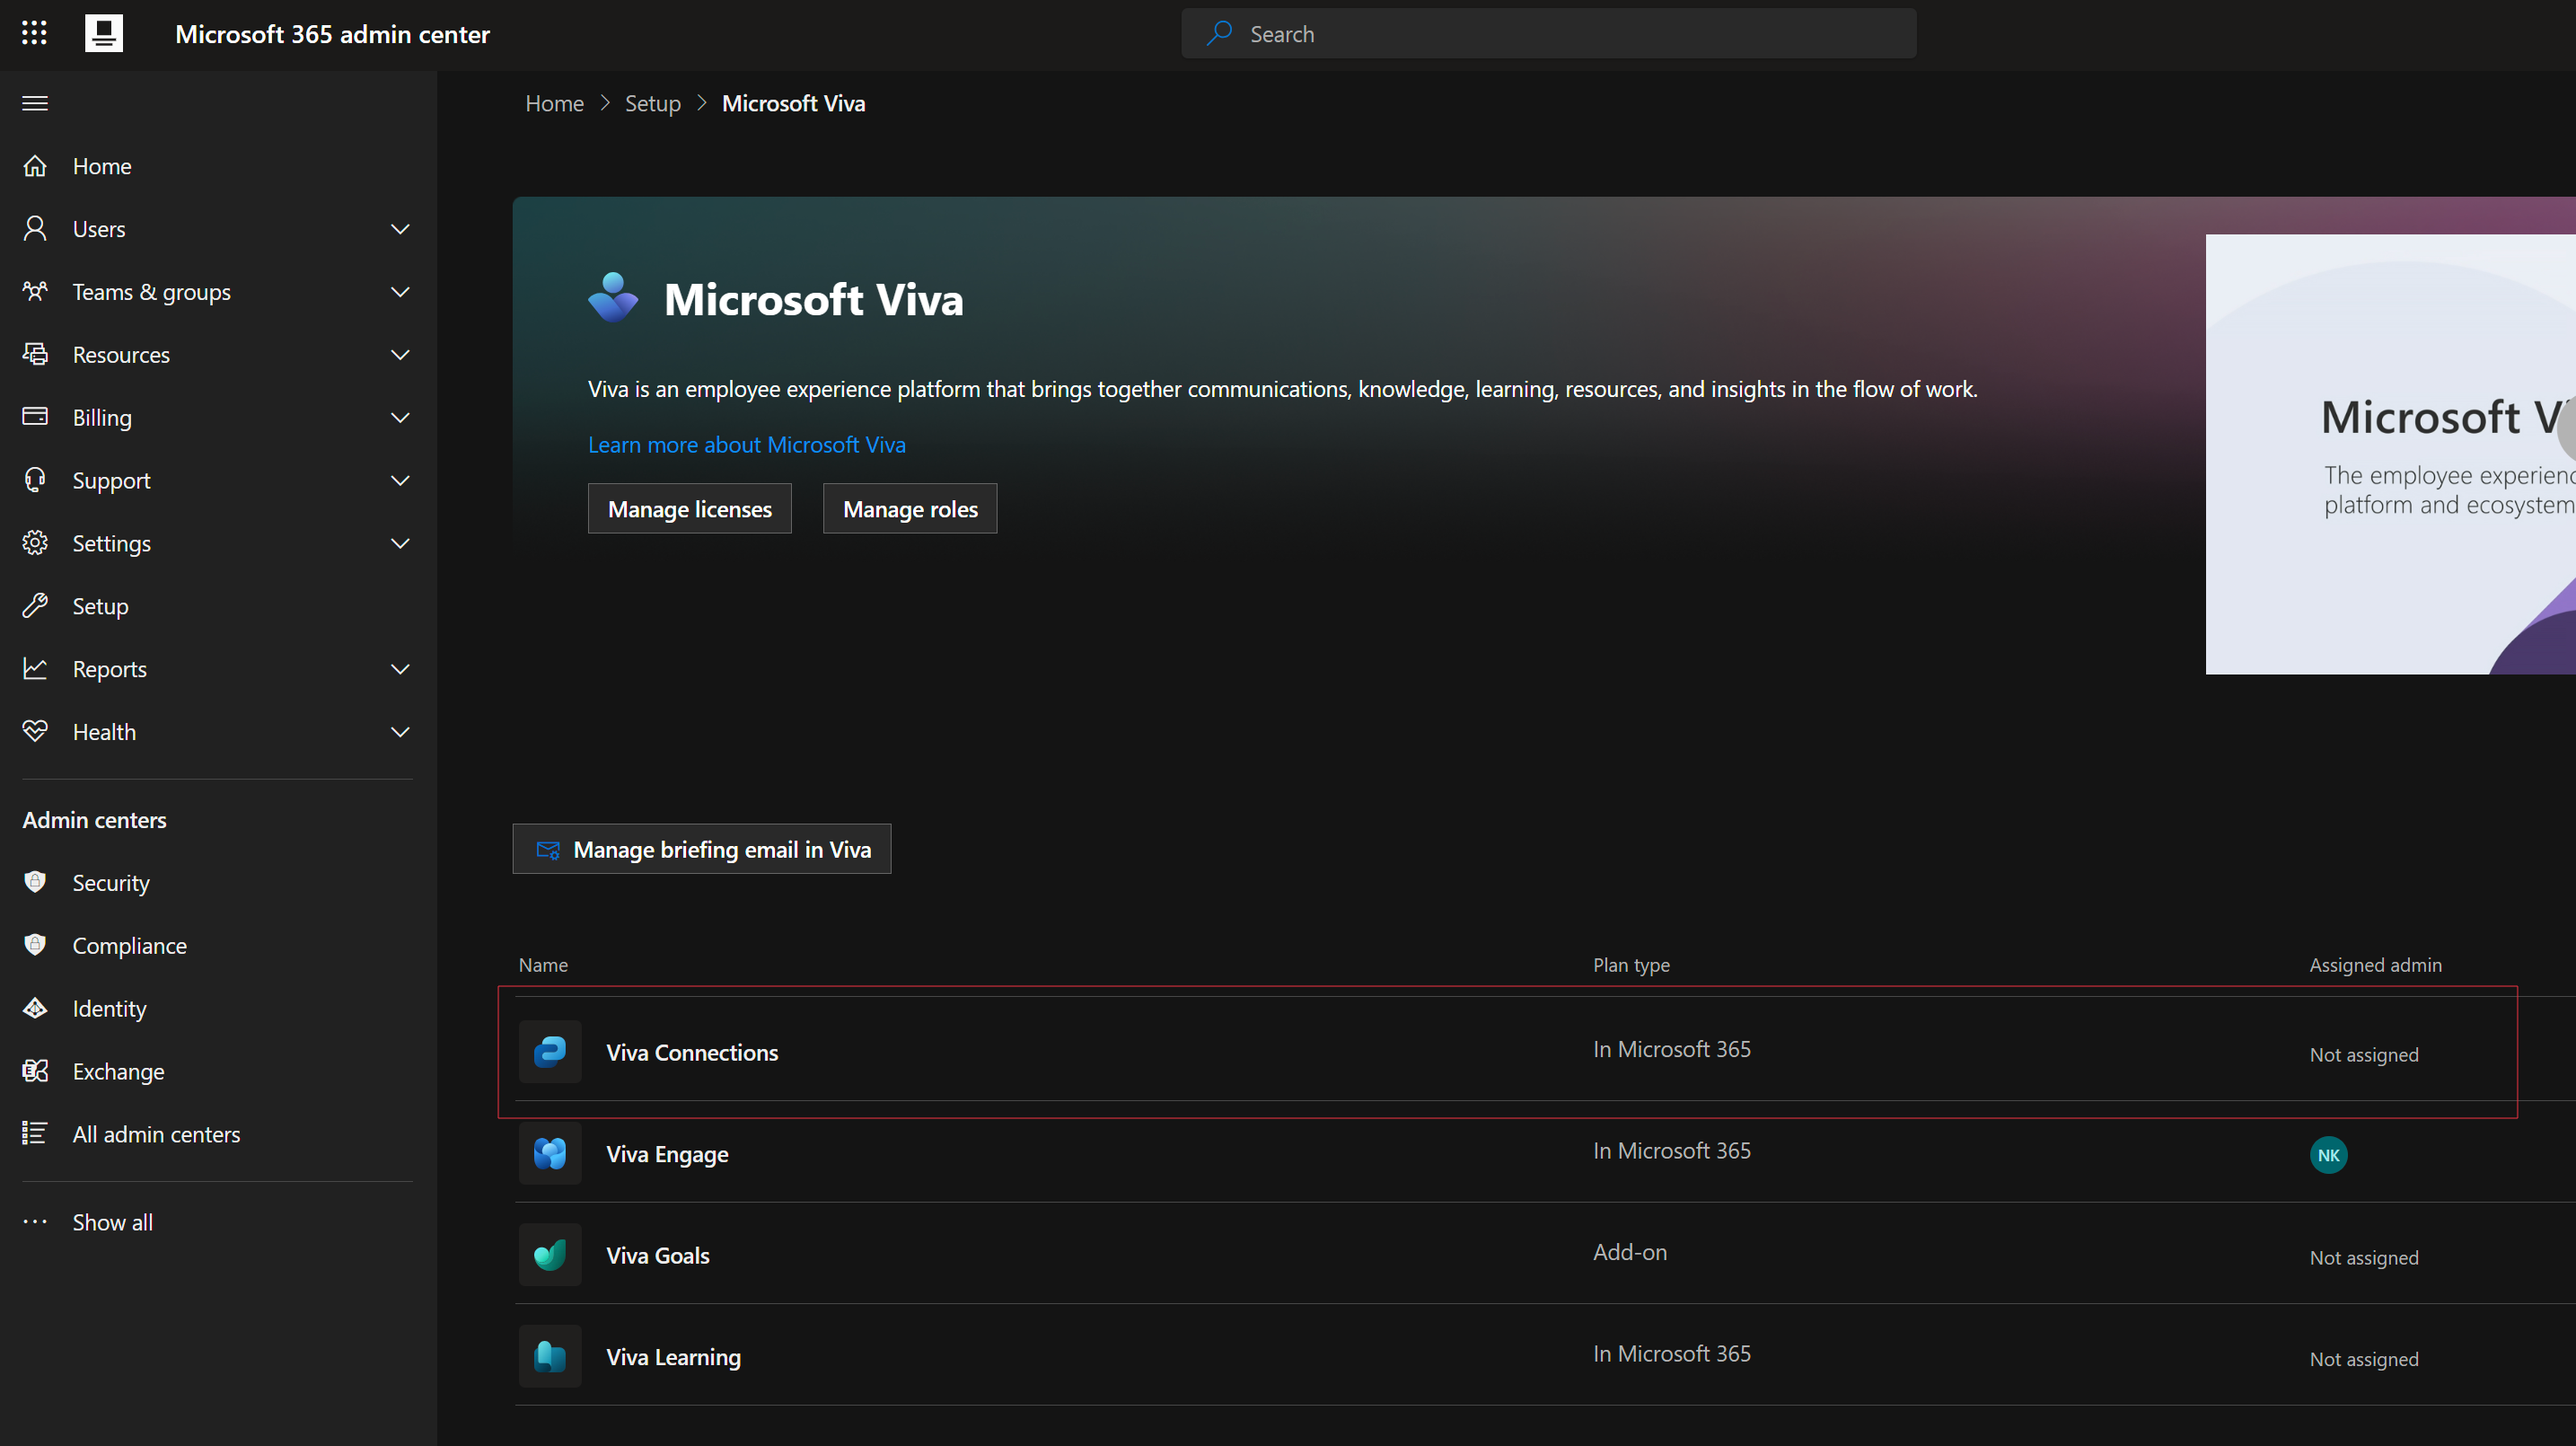 Microsoft 365 admin center
Search
Home
Users
Teams & groups
Resources
Billing
Support
Settings
Setup
Reports
Health
Admin centers
Security
Compliance
Identity
Exchange
All admin centers
Show all
Home > Setup > Microsoft Viva
Microsoft Viva
Viva is an employee experience platform that brings together communications, knowledge, learning, resources, and insights in the flow of work.
Learn more about Microsoft Viva
Manage licenses Manage roles
Microsoft
The employee
platform and ecosystem
Manage briefing email in Viva
Name Plan type Assigned admin
Viva Connections In Microsoft 365 Not assigned
Viva Engage In Microsoft 365 NK
Viva Goals Add-on Not assigned
Viva Learning In Microsoft 365 Not assigned